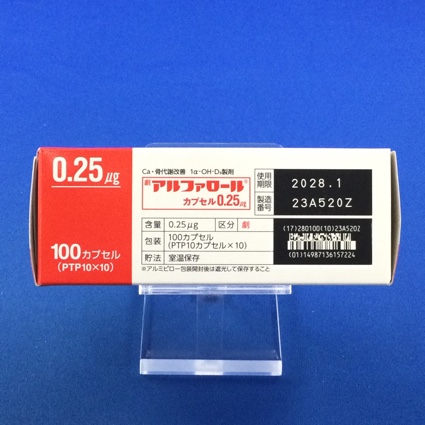 0.25μg
100カプセル
(PTP10×10)
Ca・骨代謝改善 1α-OH-D₃製剤
劇 アルファロール®
カプセル0.25μg
含量 0.25μg 区分 劇
包装 100カプセル
(PTP10カプセル×10)
貯法 室温保存
※アルミピロー包装開封後は遮光して保存すること
使用
期限 2028.1
製造
番号 23A520Z
(17)280100(10)23A520Z
(01)14987136157224